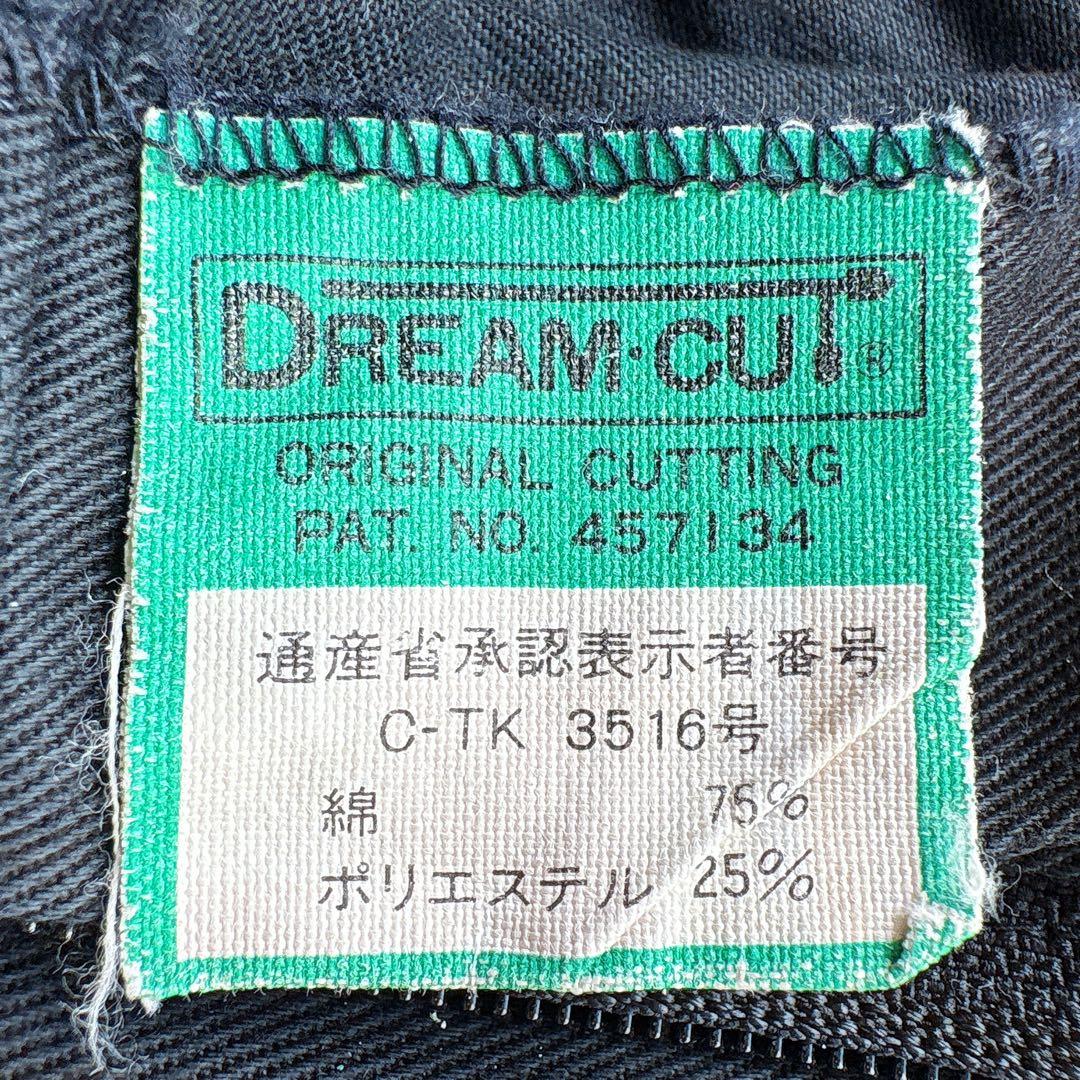 DREAM·CUT®
ORIGINAL CUTTING
PAT. NO. 457134
通産省承認表示者番号
C-TK 3516号
綿 75%
ポリエステル 25%